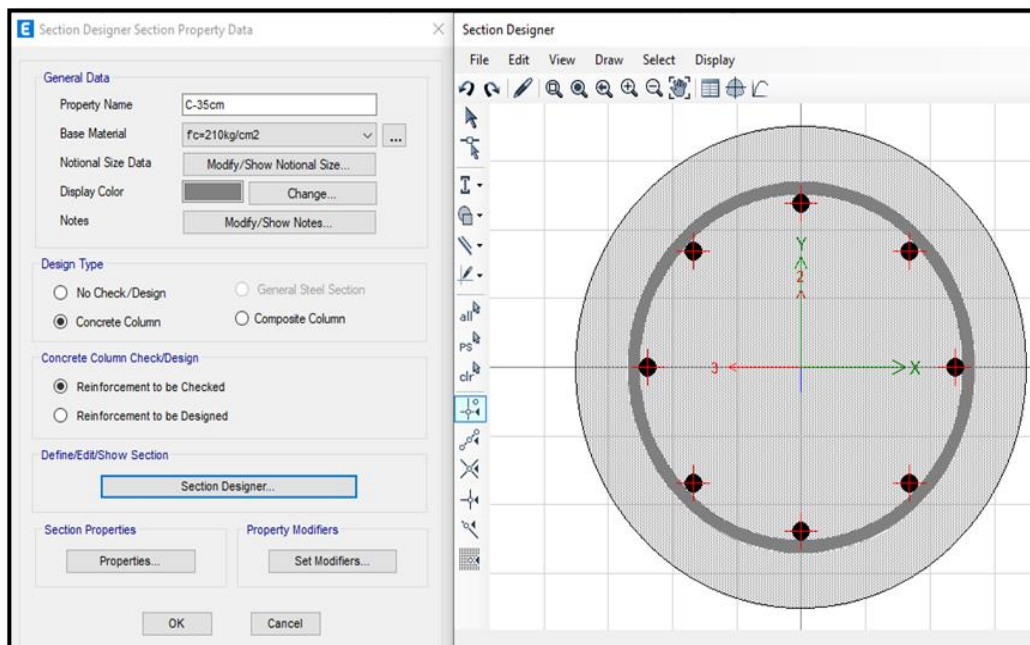 E Section Designer Section Property Data
General Data
Property Name C-35cm
Base Material f'c=210kg/cm2 ...
Notional Size Data Modify/Show Notional Size...
Display Color Change...
Notes Modify/Show Notes...
Design Type
No Check/Design General Steel Section
Concrete Column Composite Column
Concrete Column Check/Design
Reinforcement to be Checked
Reinforcement to be Designed
Define/Edit/Show Section
Section Designer...
Section Properties Property Modifiers
Properties... Set Modifiers...
OK Cancel
Section Designer
File Edit View Draw Select Display
all
PS
clr
Y
2
3 X